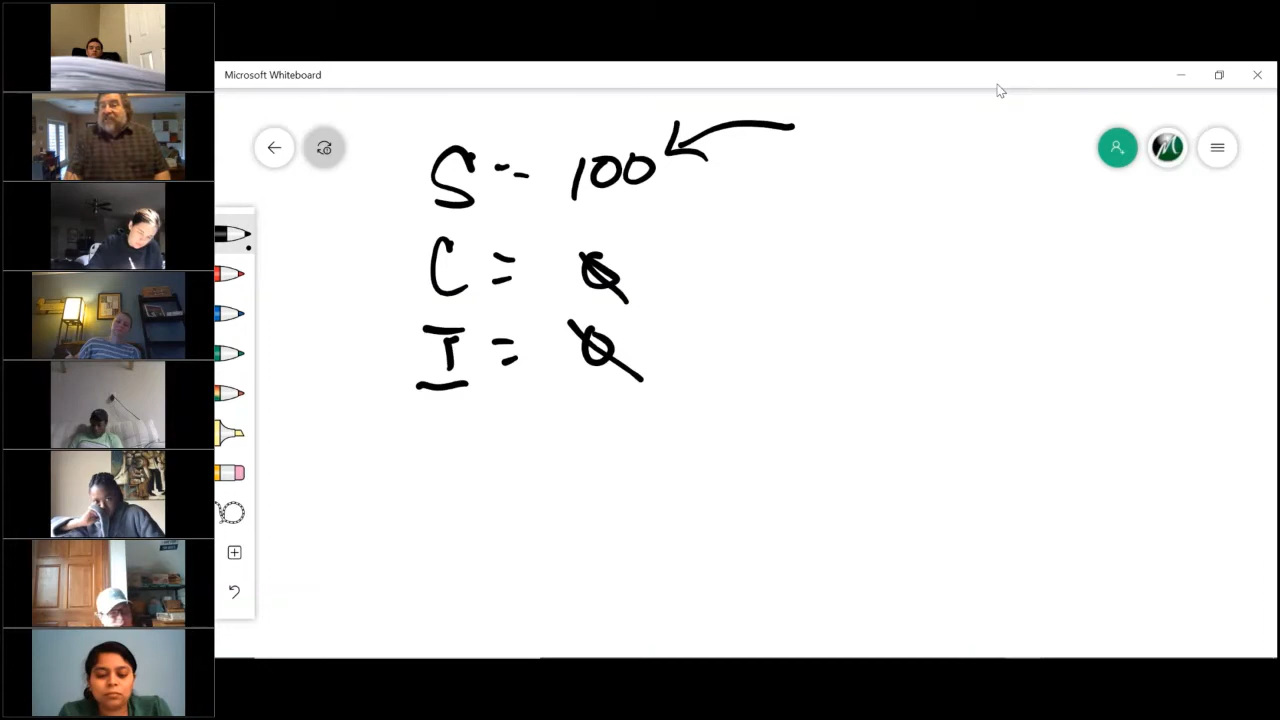 Microsoft Whiteboard
S = 100
C = 0
I = 0